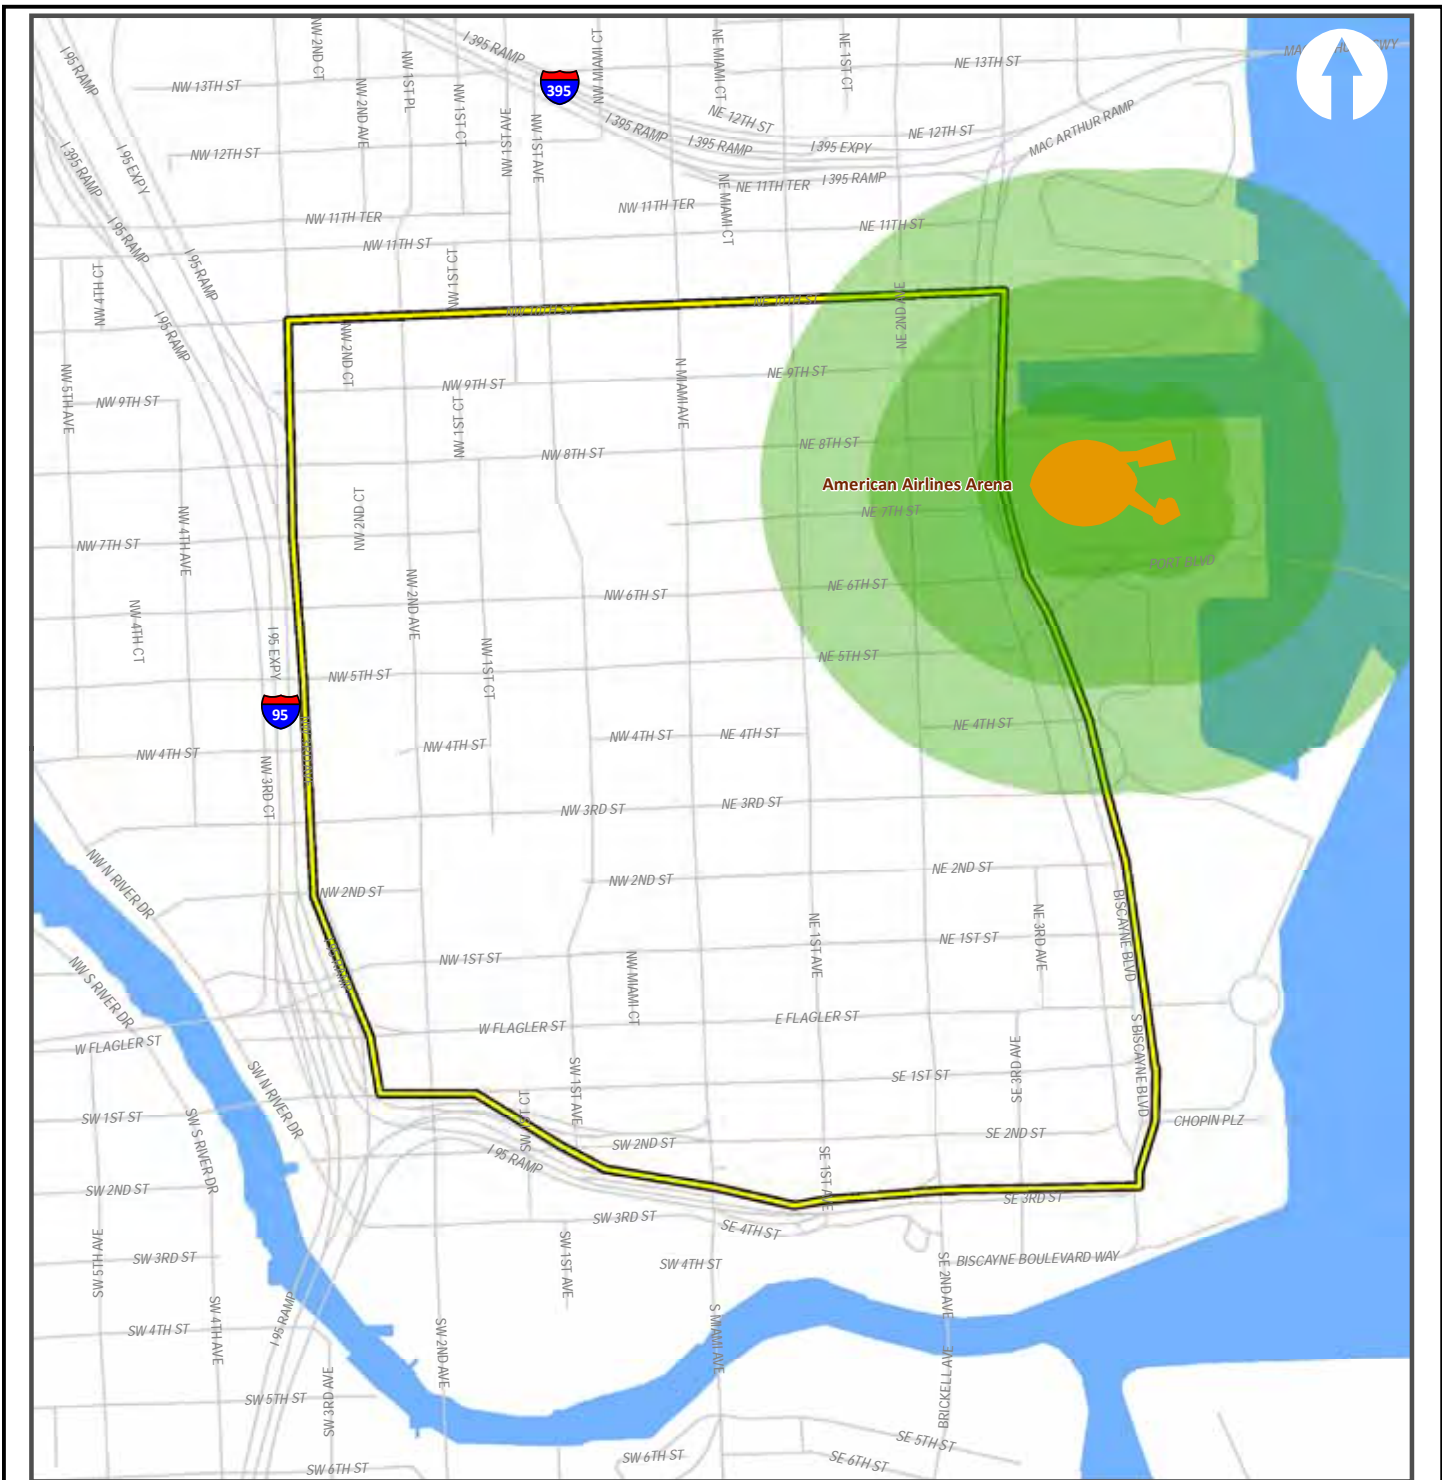 I 95 RAMP
NW 2ND CT
I 395 RAMP
NW MIAMI CT
NE MIAMI CT
NE 1ST CT
NE 13TH ST
NW 13TH ST
NW 2ND AVE
NW 1ST PL
NW 1ST CT
NW 1ST AVE
NW 1ST AVE
395
NE 12TH ST
NE 12TH ST
MAC ARTHUR RAMP
I 395 RAMP
I 395 RAMP
I 395 EXPY
I 395 RAMP
I 95 EXPY
NW 12TH ST
NE 11TH TER
I 395 RAMP
NW 11TH TER
NW 11TH TER
NE MIAMI CT
NE 11TH ST
I 95 RAMP
NW 11TH ST
I 95 RAMP
NW 4TH CT
NW 1ST CT
NW 10TH ST
NE 10TH ST
NE 2ND AVE
I 95 RAMP
NW 2ND CT
NW 5TH AVE
NW 9TH ST
NW 9TH ST
N MIAMI AVE
NE 9TH ST
NW 1ST CT
NW 8TH ST
NE 8TH ST
American Airlines Arena
NW 4TH AVE
NW 2ND CT
NE 7TH ST
NW 7TH ST
PORT BLVD
NW 4TH CT
NW 2ND AVE
NW 6TH ST
NE 6TH ST
I 95 EXPY
NW 5TH ST
NW 1ST CT
NE 5TH ST
95
NW 4TH ST
NW 3RD CT
NW 4TH ST
NW 4TH ST
NE 4TH ST
NE 4TH ST
NW 3RD ST
NE 3RD ST
NW N RIVER DR
NW 2ND ST
NW 2ND ST
NE 2ND ST
NE 1ST AVE
NE 3RD AVE
BISCAYNE BLVD
NW S RIVER DR
I 95 RAMP
NW 1ST ST
NW MIAMI CT
NE 1ST ST
W FLAGLER ST
W FLAGLER ST
E FLAGLER ST
S BISCAYNE BLVD
SW N RIVER DR
SW 1ST AVE
SE 1ST ST
SE 3RD AVE
SW 1ST ST
SW S RIVER DR
SW 1ST CT
CHOPIN PLZ
SW 2ND ST
SE 2ND ST
I 95 RAMP
SE 1ST AVE
SW 2ND ST
SE 3RD ST
SW 3RD ST
SE 4TH ST
SW 5TH AVE
SW 3RD ST
SW 1ST AVE
SW 4TH ST
SE 2ND AVE
BISCAYNE BOULEVARD WAY
I 95 RAMP
SW 4TH ST
SW 4TH AVE
SW 2ND AVE
S MIAMI AVE
BRICKELL AVE
SW 3RD AVE
SW 5TH ST
SE 5TH ST
SW 6TH ST
SW 6TH ST
SE 6TH ST